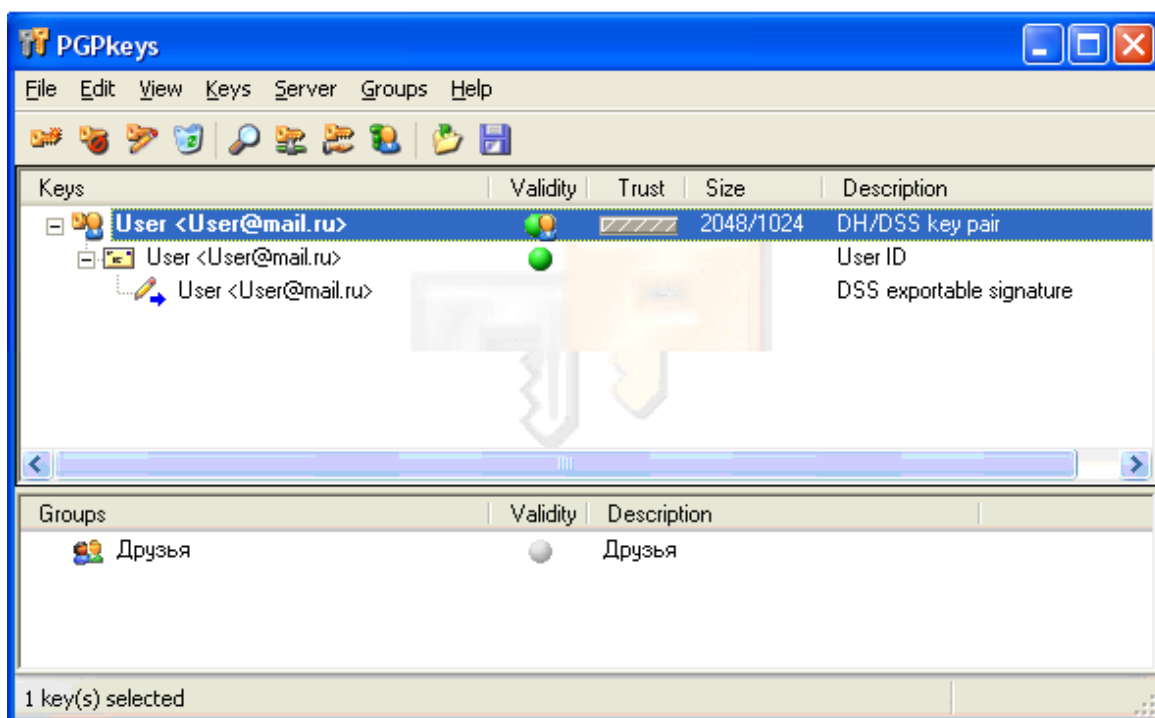 PGPkeys
File Edit View Keys Server Groups Help
Keys Validity Trust Size Description
User <User@mail.ru> 2048/1024 DH/DSS key pair
User <User@mail.ru> User ID
User <User@mail.ru> DSS exportable signature
Groups Validity Description
Друзья Друзья
1 key(s) selected